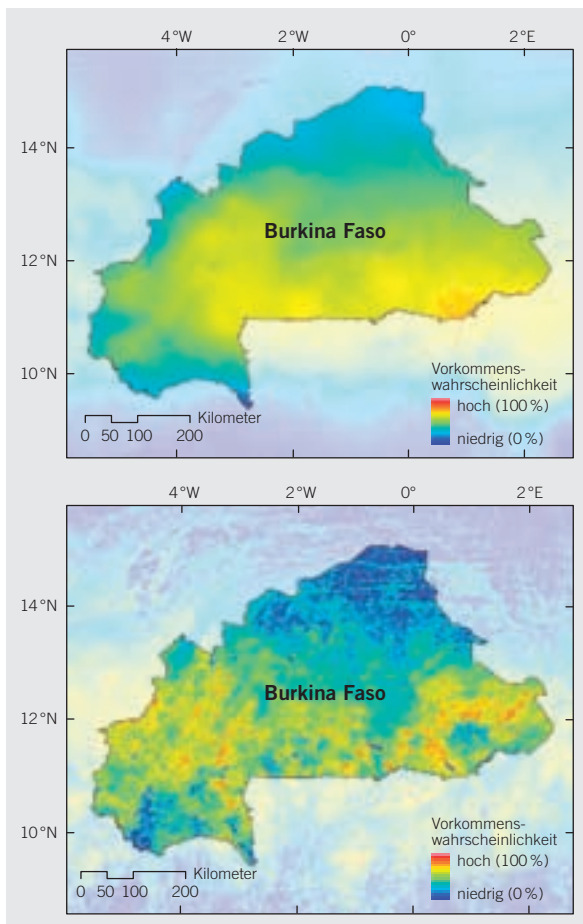 4°W 2°W 0° 2°E
14°N
Burkina Faso
12°N
10°N
Vorkommens-
wahrscheinlichkeit
hoch (100 %)
niedrig (0 %)
Kilometer
0 50 100 200
4°W 2°W 0° 2°E
14°N
Burkina Faso
12°N
10°N
Vorkommens-
wahrscheinlichkeit
hoch (100 %)
niedrig (0 %)
Kilometer
0 50 100 200